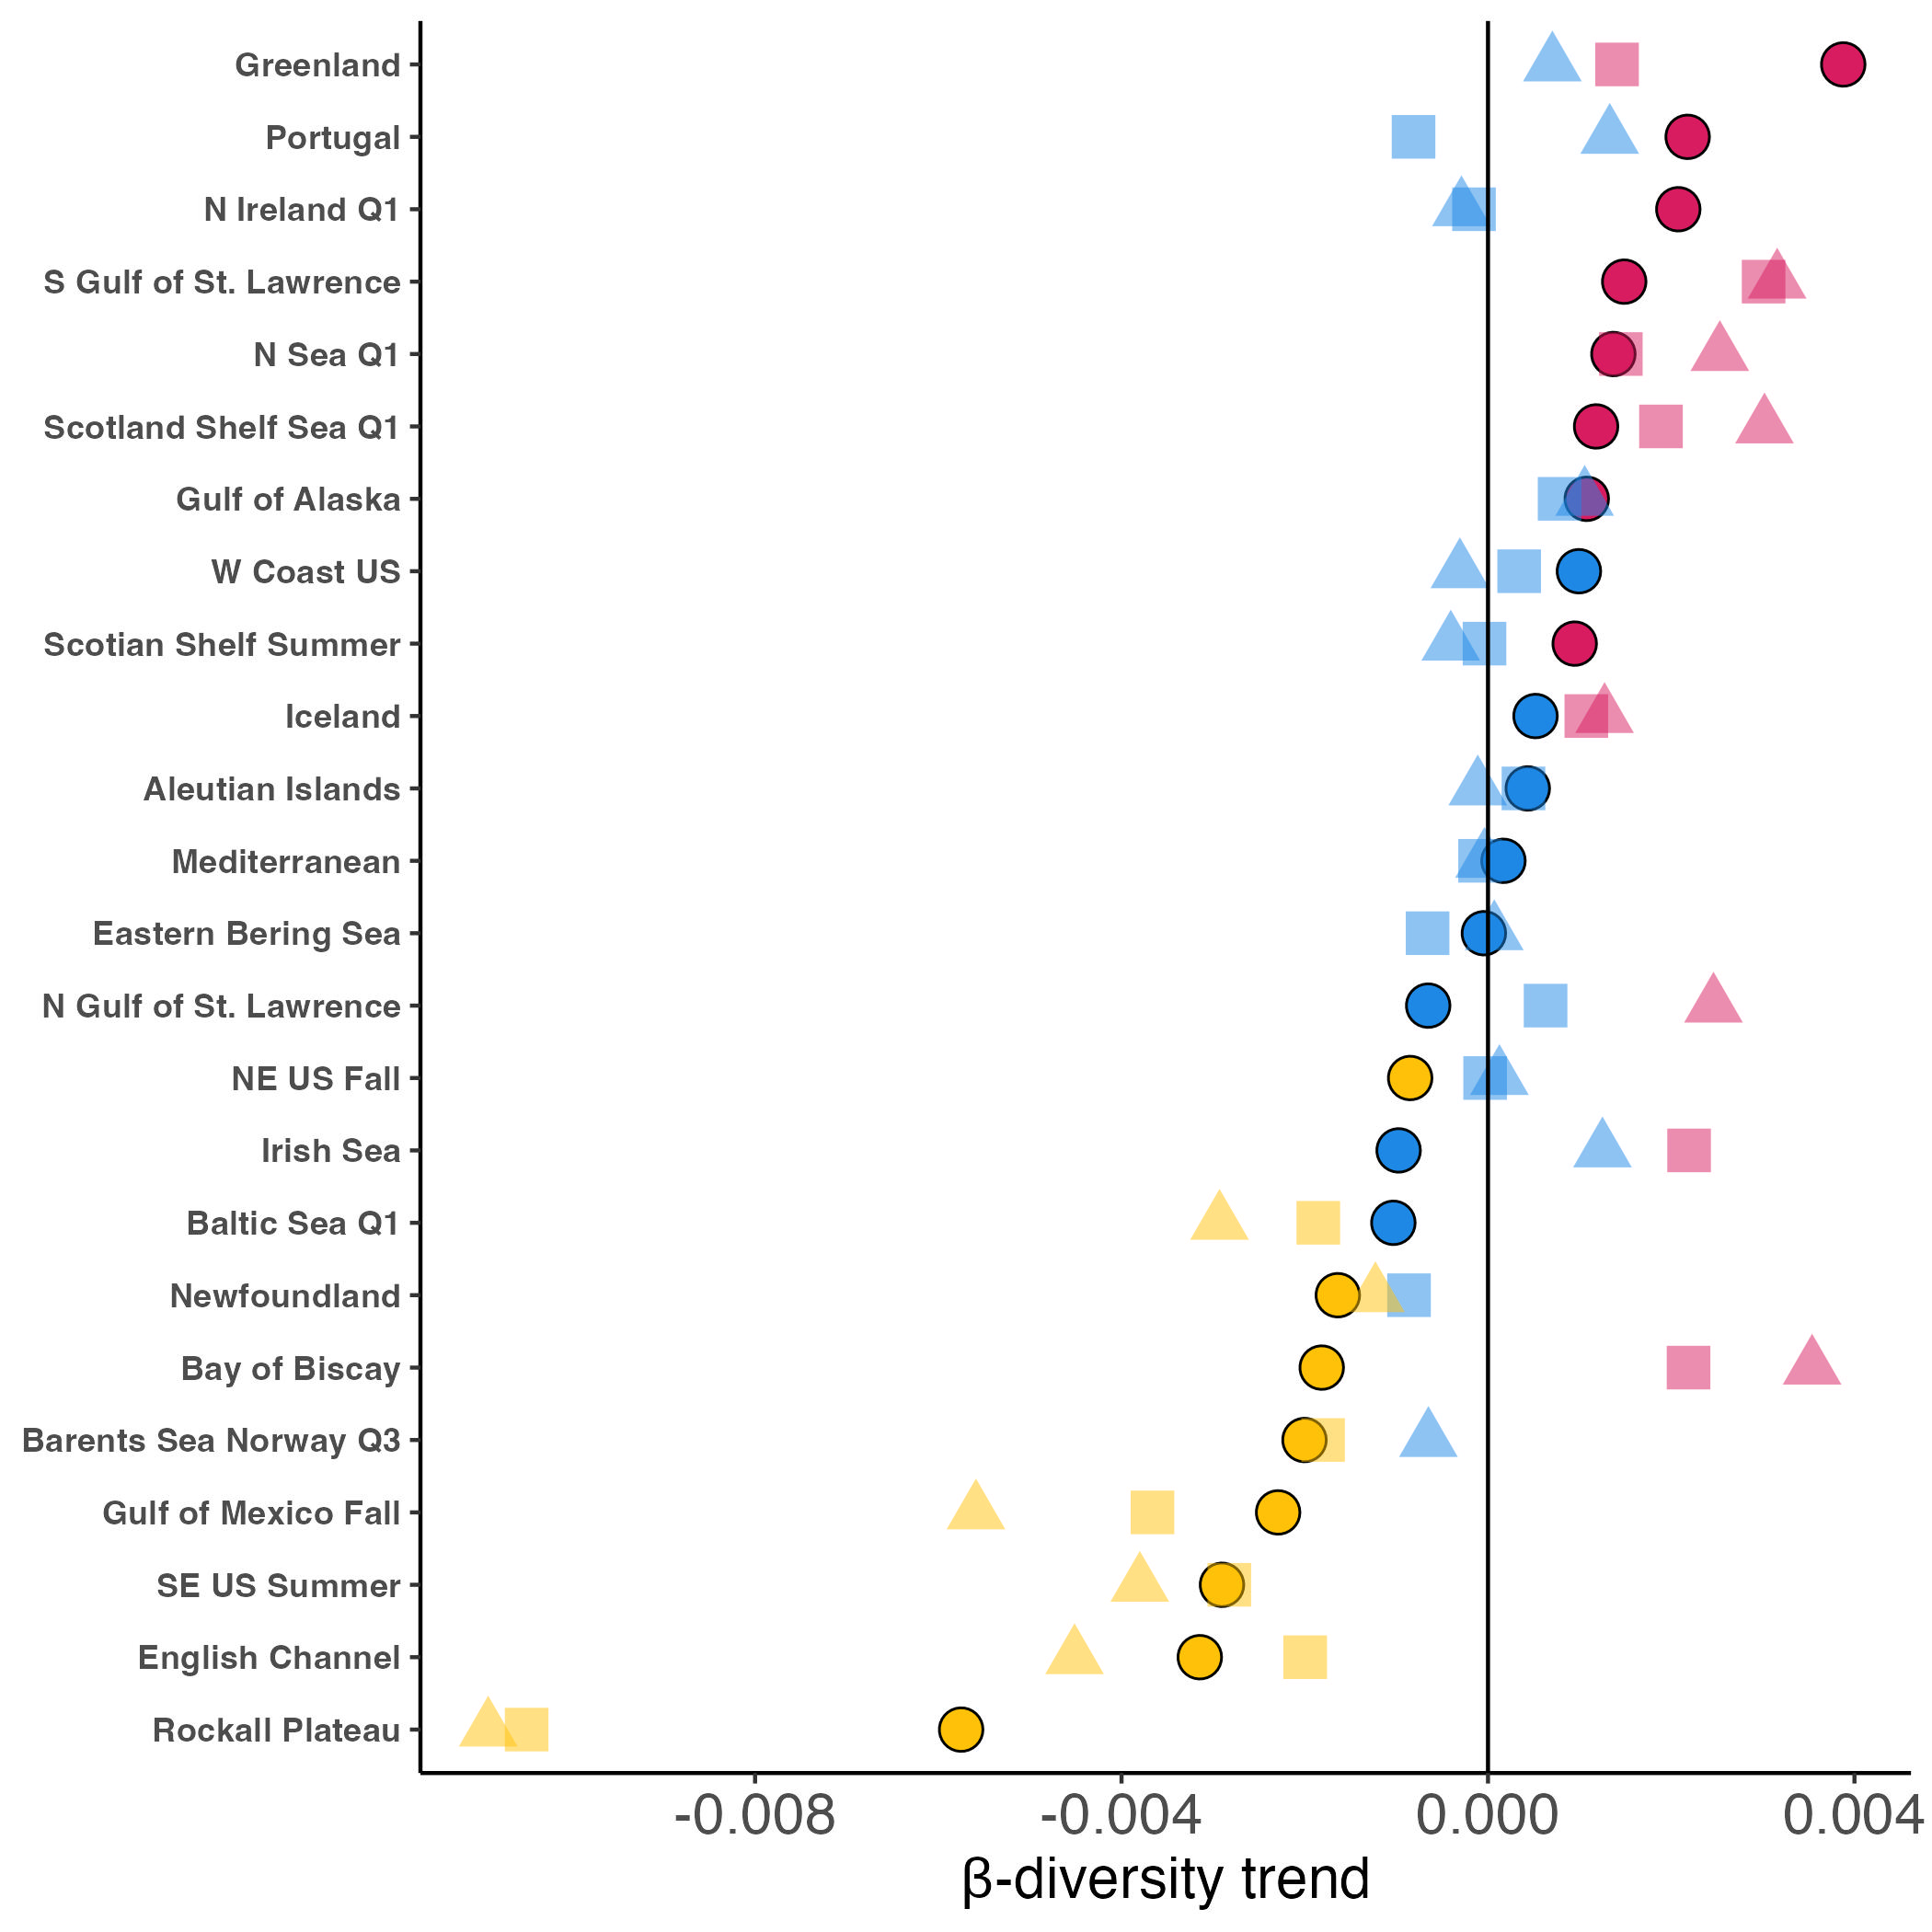 Greenland
Portugal
N Ireland Q1
S Gulf of St. Lawrence
N Sea Q1
Scotland Shelf Sea Q1
Gulf of Alaska
W Coast US
Scotian Shelf Summer
Iceland
Aleutian Islands
Mediterranean
Eastern Bering Sea
N Gulf of St. Lawrence
NE US Fall
Irish Sea
Baltic Sea Q1
Newfoundland
Bay of Biscay
Barents Sea Norway Q3
Gulf of Mexico Fall
SE US Summer
English Channel
Rockall Plateau
-0.008 -0.004 0.000 0.004
β-diversity trend